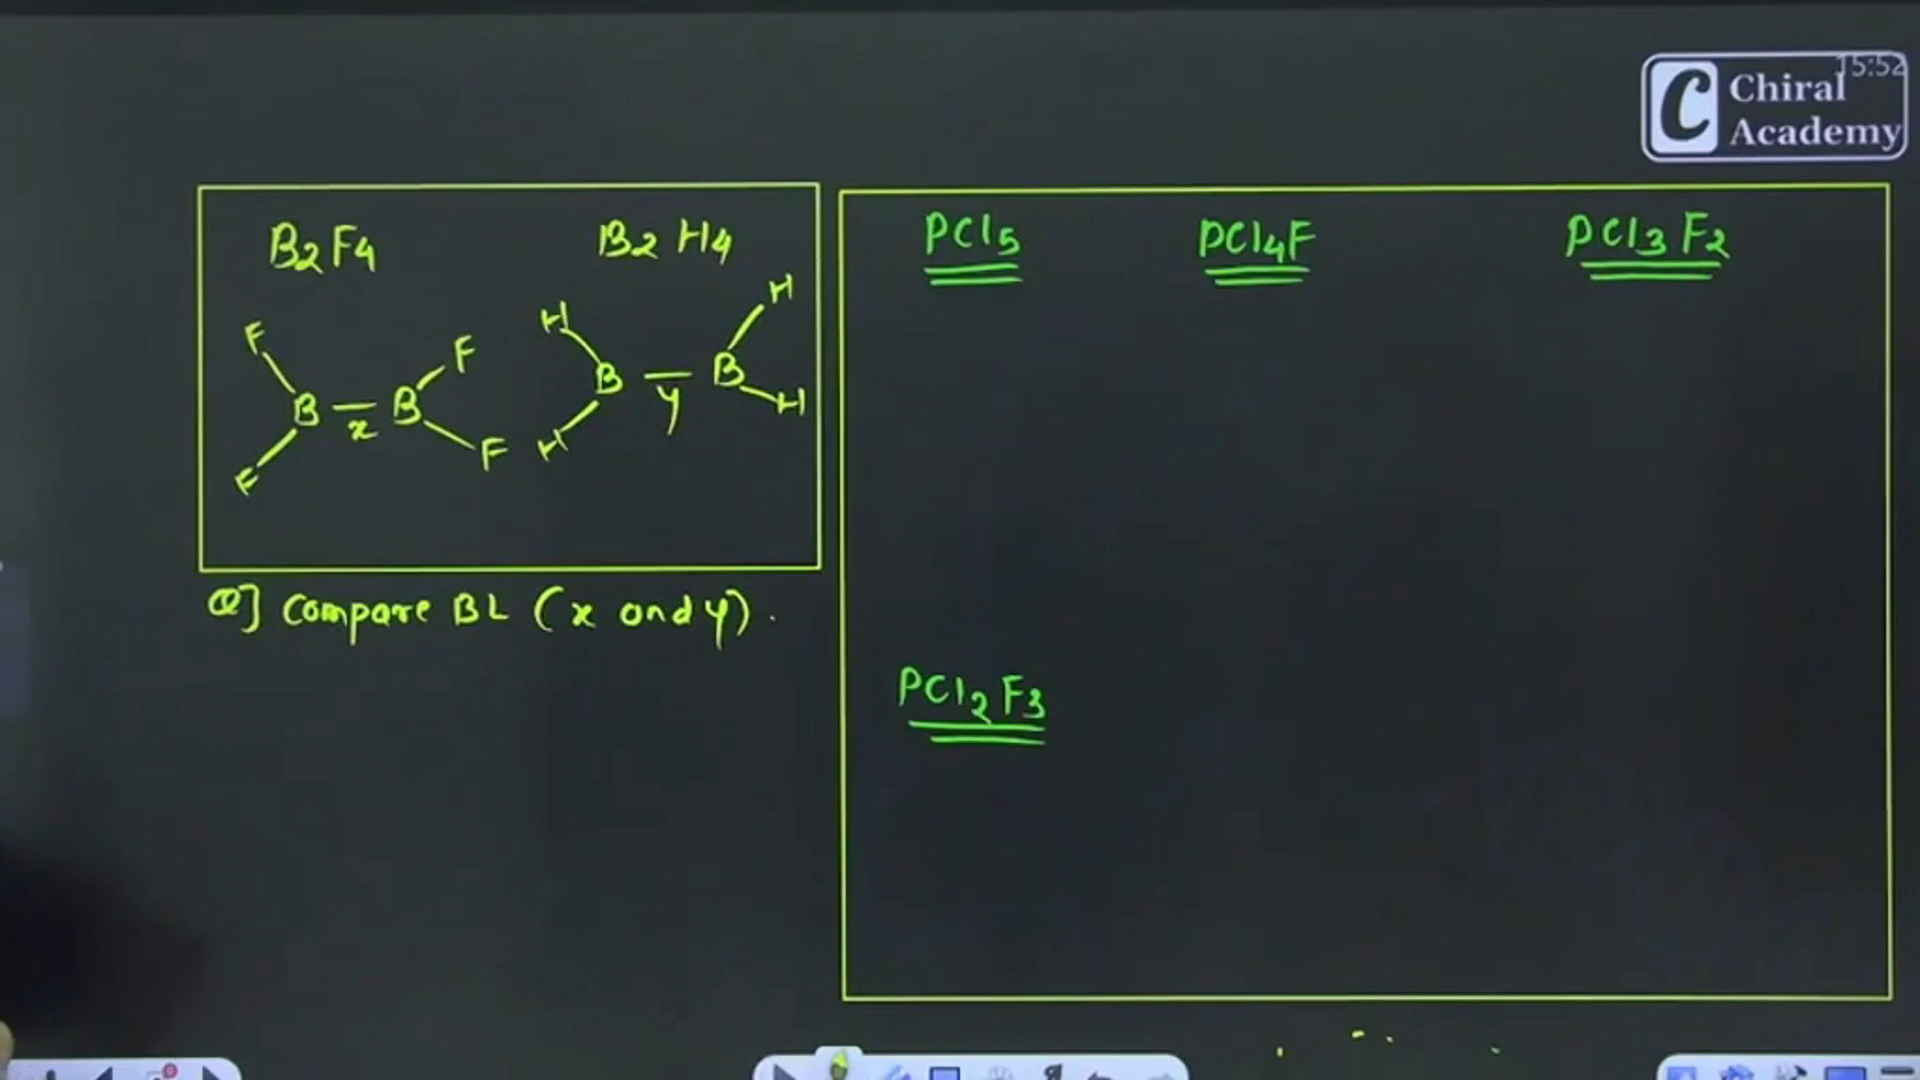 15:52
C Chiral
Academy
B2F4 B2H4
F
F
F
F
B - B
x
H
H
H
H
B - B
y
Q] Compare BL (x and y).
PCl5 PCl4F PCl3F2
PCl2F3